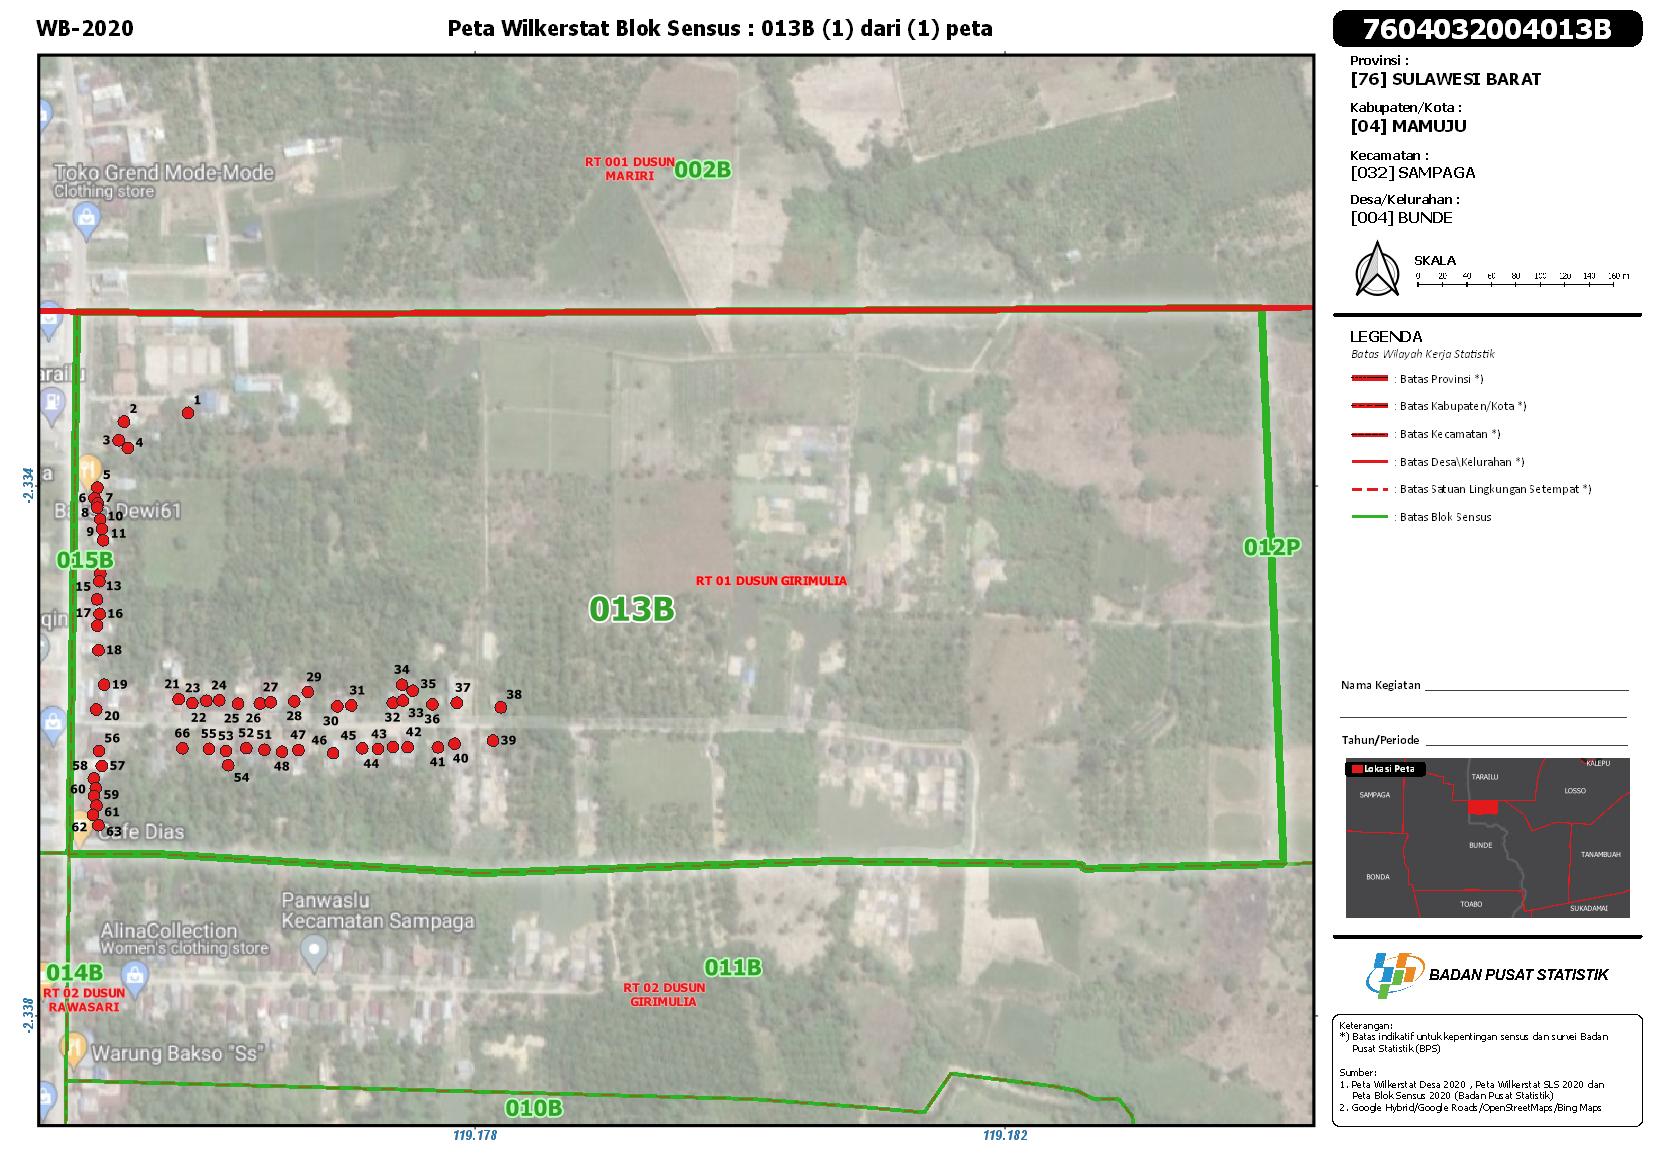 WB-2020
Peta Wilkerstat Blok Sensus : 013B (1) dari (1) peta
7604032004013B
Provinsi :
[76] SULAWESI BARAT
Kabupaten/Kota :
[04] MAMUJU
Kecamatan :
[032] SAMPAGA
Desa/Kelurahan :
[004] BUNDE
SKALA
0 20 40 60 80 100 120 140 160 m
LEGENDA
Batas Wilayah Kerja Statistik
: Batas Provinsi *)
: Batas Kabupaten/Kota *)
: Batas Kecamatan *)
: Batas Desa\Kelurahan *)
: Batas Satuan Lingkungan Setempat *)
: Batas Blok Sensus
Nama Kegiatan
Tahun/Periode
Lokasi Peta
KALEPU
TARAILU
SAMPAGA
LOSSO
BUNDE
TANAMBUAH
BONDA
TOABO
SUKADAMAI
BADAN PUSAT STATISTIK
Keterangan:
*) Batas indikatif untuk kepentingan sensus dan survei Badan
Pusat Statistik (BPS)
Sumber:
1. Peta Wilkerstat Desa 2020 , Peta Wilkerstat SLS 2020 dan
Peta Blok Sensus 2020 (Badan Pusat Statistik)
2. Google Hybrid/Google Roads/OpenStreetMaps/Bing Maps
Toko Grend Mode-Mode
Clothing store
RT 001 DUSUN
MARIRI
002B
arailu
1
2
3
4
a
5
6
7
8
Dewi61
10
9
11
015B
012P
15
13
RT 01 DUSUN GIRIMULIA
013B
qin
17
16
18
19
20
21
23
24
27
29
31
34
35
37
38
22
25
26
28
30
32
33
36
66
55
53
52
51
47
46
45
43
42
39
54
48
44
41
40
56
58
57
60
59
61
62
63
Cafe Dias
Panwaslu
Kecamatan Sampaga
AlinaCollection
Women's clothing store
014B
RT 02 DUSUN
RAWASARI
011B
RT 02 DUSUN
GIRIMULIA
Warung Bakso "Ss"
010B
-2.334
-2.338
119.178
119.182